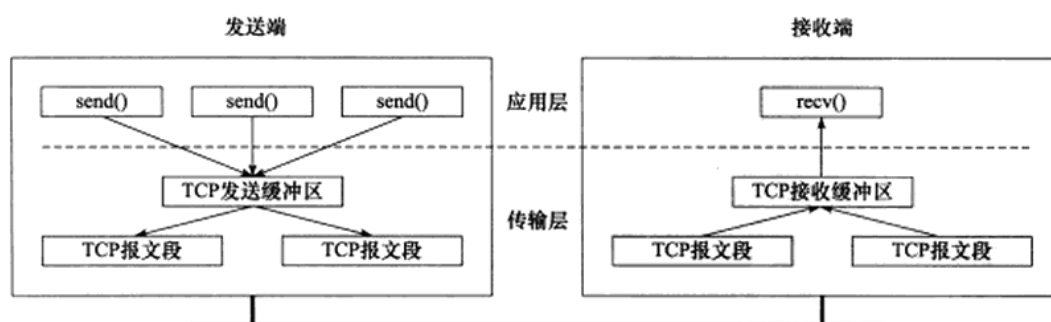 发送端 接收端
send() send() send() 应用层 recv()
TCP发送缓冲区 TCP接收缓冲区
传输层
TCP报文段 TCP报文段 TCP报文段 TCP报文段